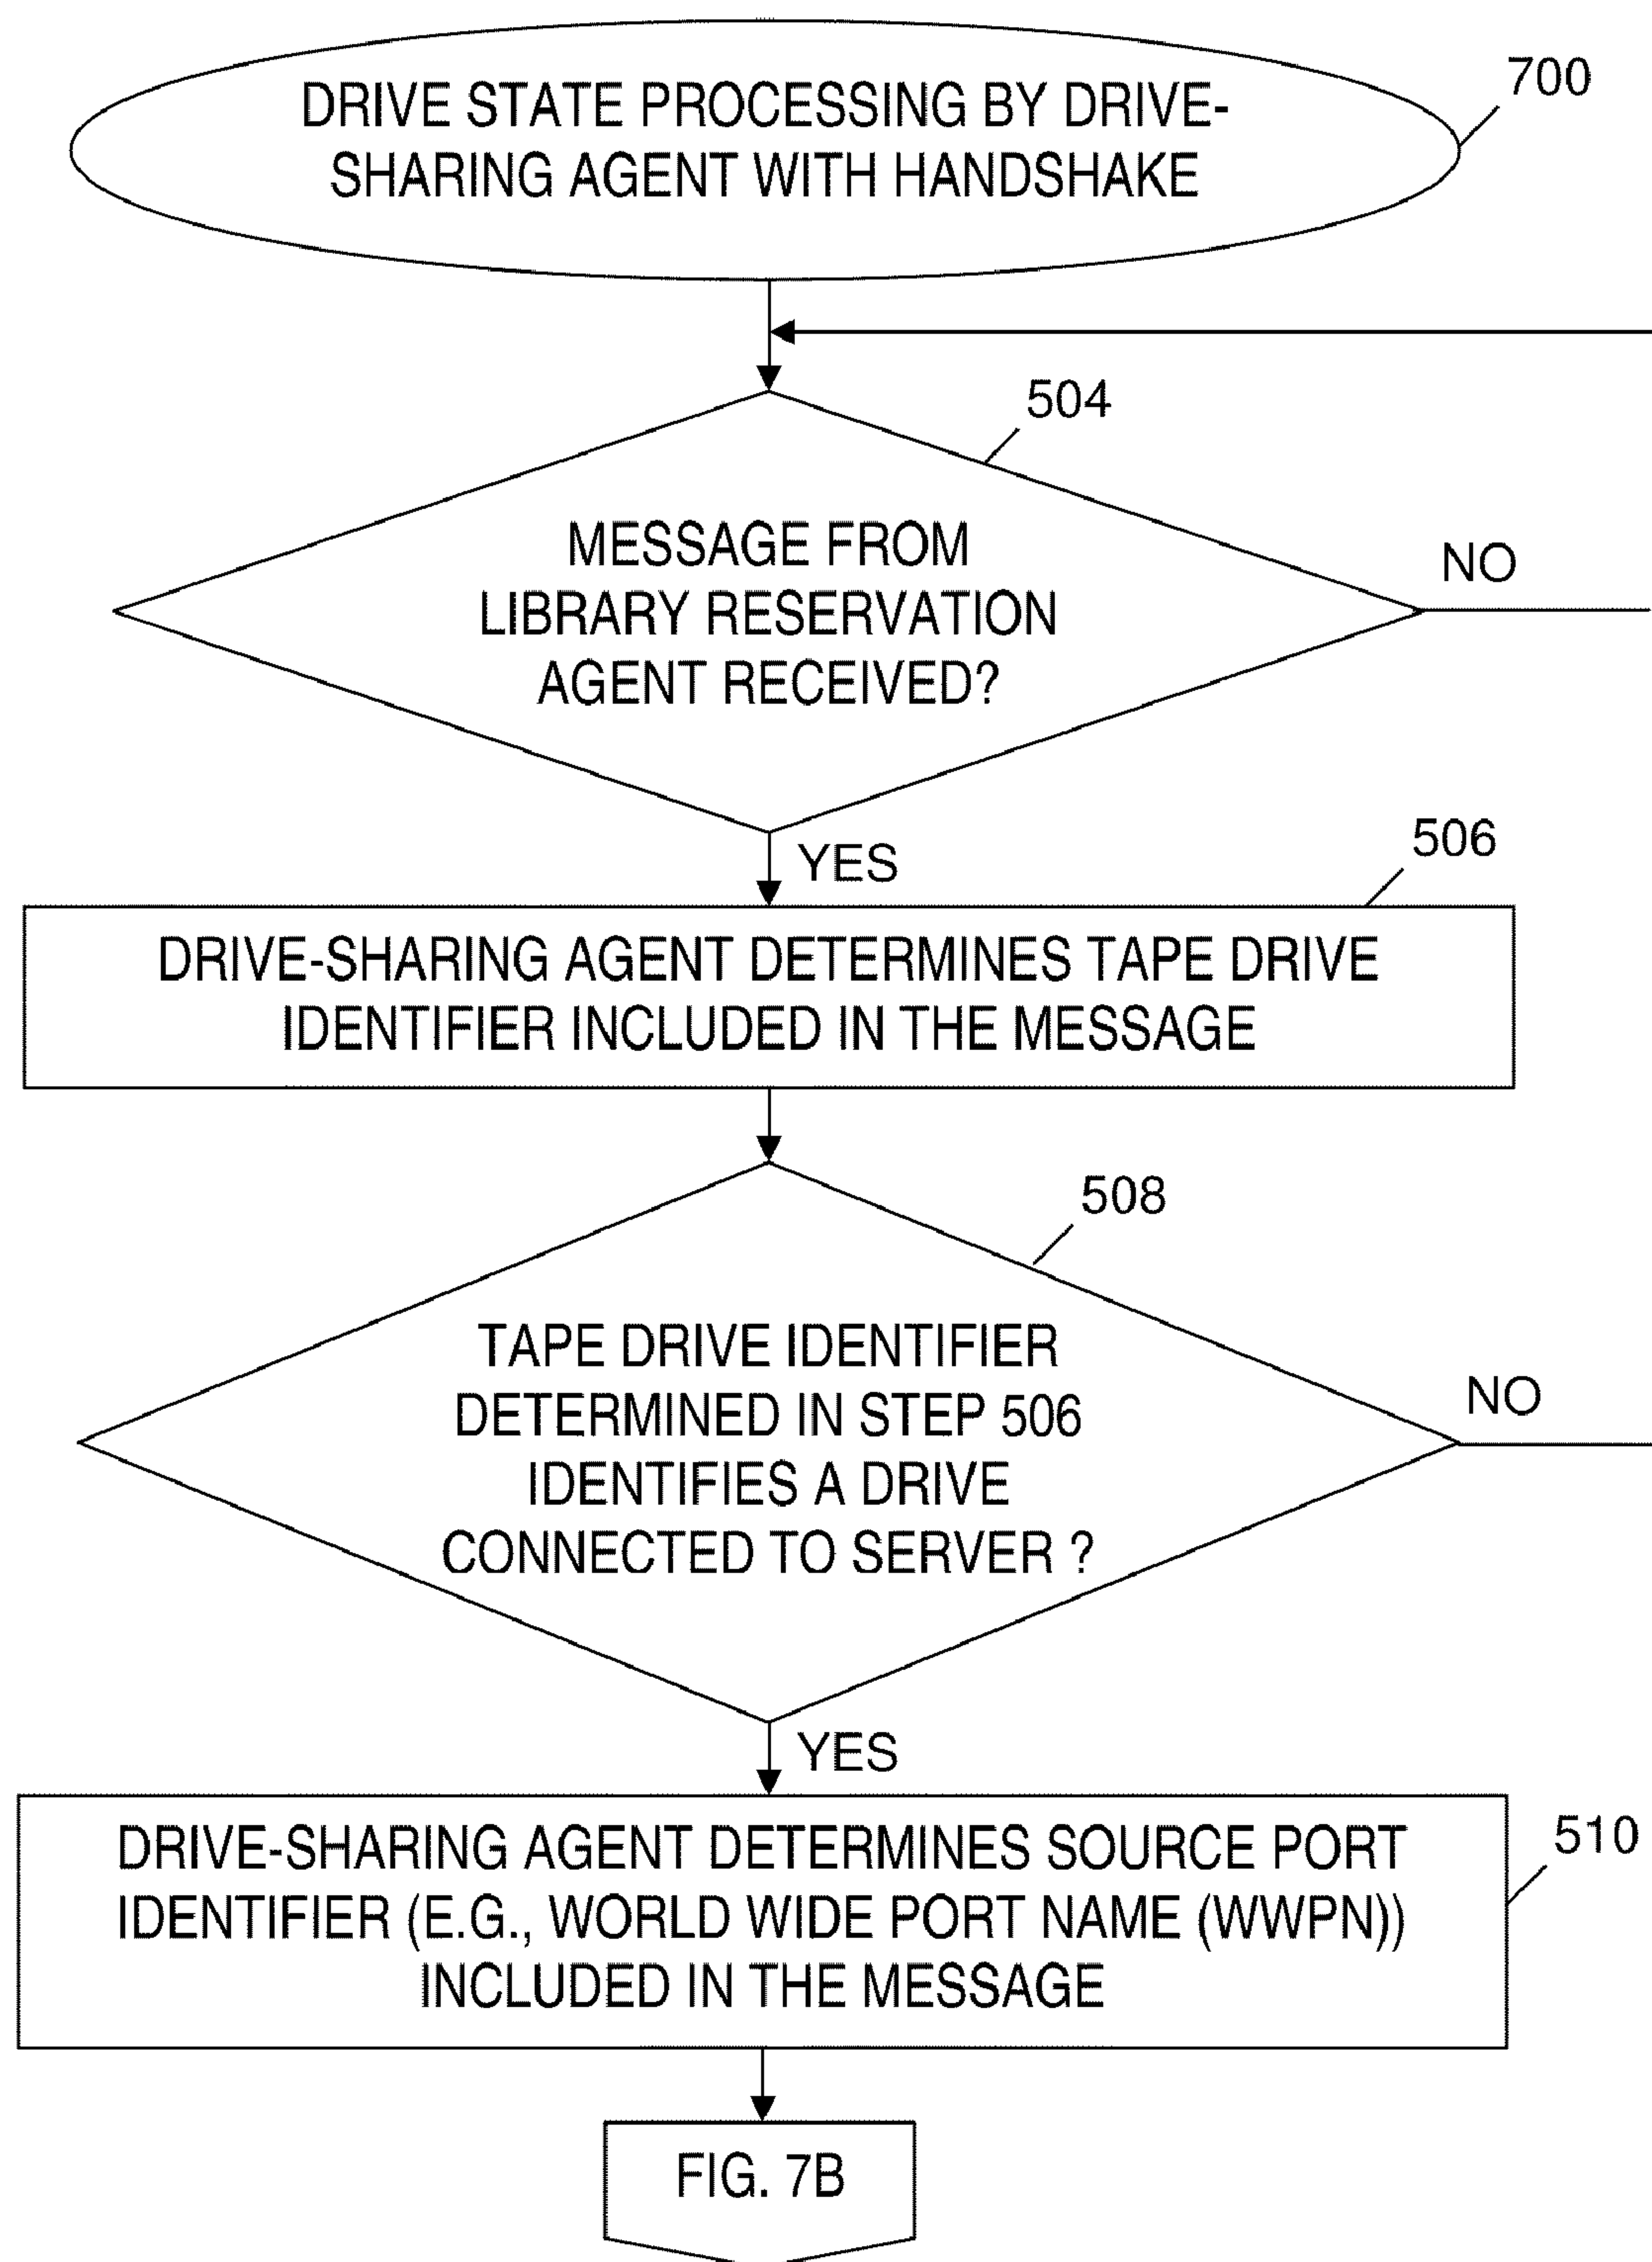 DRIVE STATE PROCESSING BY DRIVE-
SHARING AGENT WITH HANDSHAKE
700
504
MESSAGE FROM
LIBRARY RESERVATION
AGENT RECEIVED?
NO
YES
506
DRIVE-SHARING AGENT DETERMINES TAPE DRIVE
IDENTIFIER INCLUDED IN THE MESSAGE
508
TAPE DRIVE IDENTIFIER
DETERMINED IN STEP 506
IDENTIFIES A DRIVE
CONNECTED TO SERVER ?
NO
YES
DRIVE-SHARING AGENT DETERMINES SOURCE PORT
IDENTIFIER (E.G., WORLD WIDE PORT NAME (WWPN))
INCLUDED IN THE MESSAGE
510
FIG. 7B